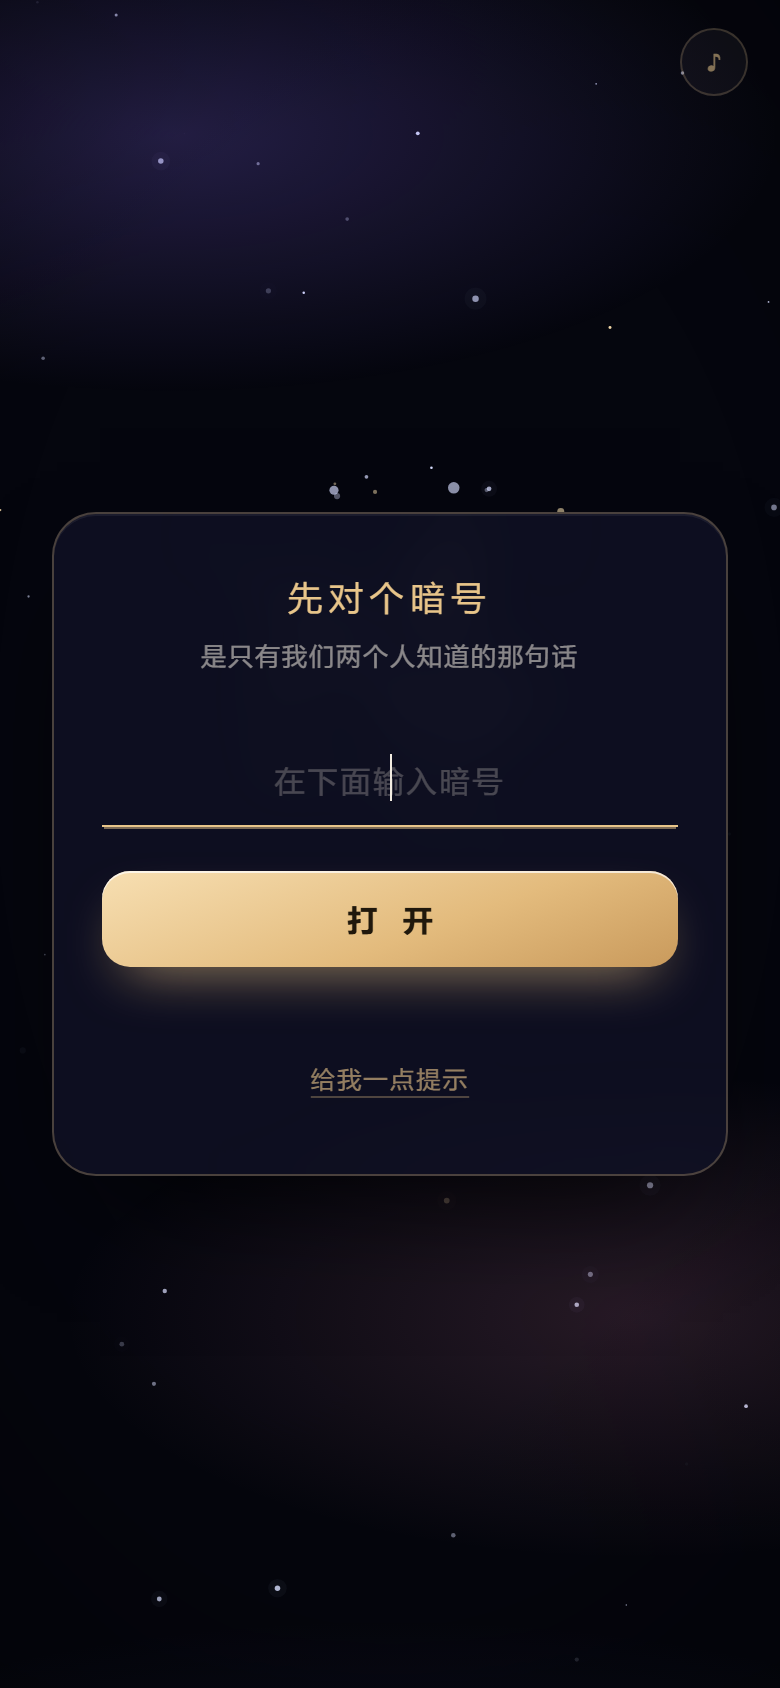 先对个暗号
是只有我们两个人知道的那句话
在下面输入暗号
打 开
给我一点提示